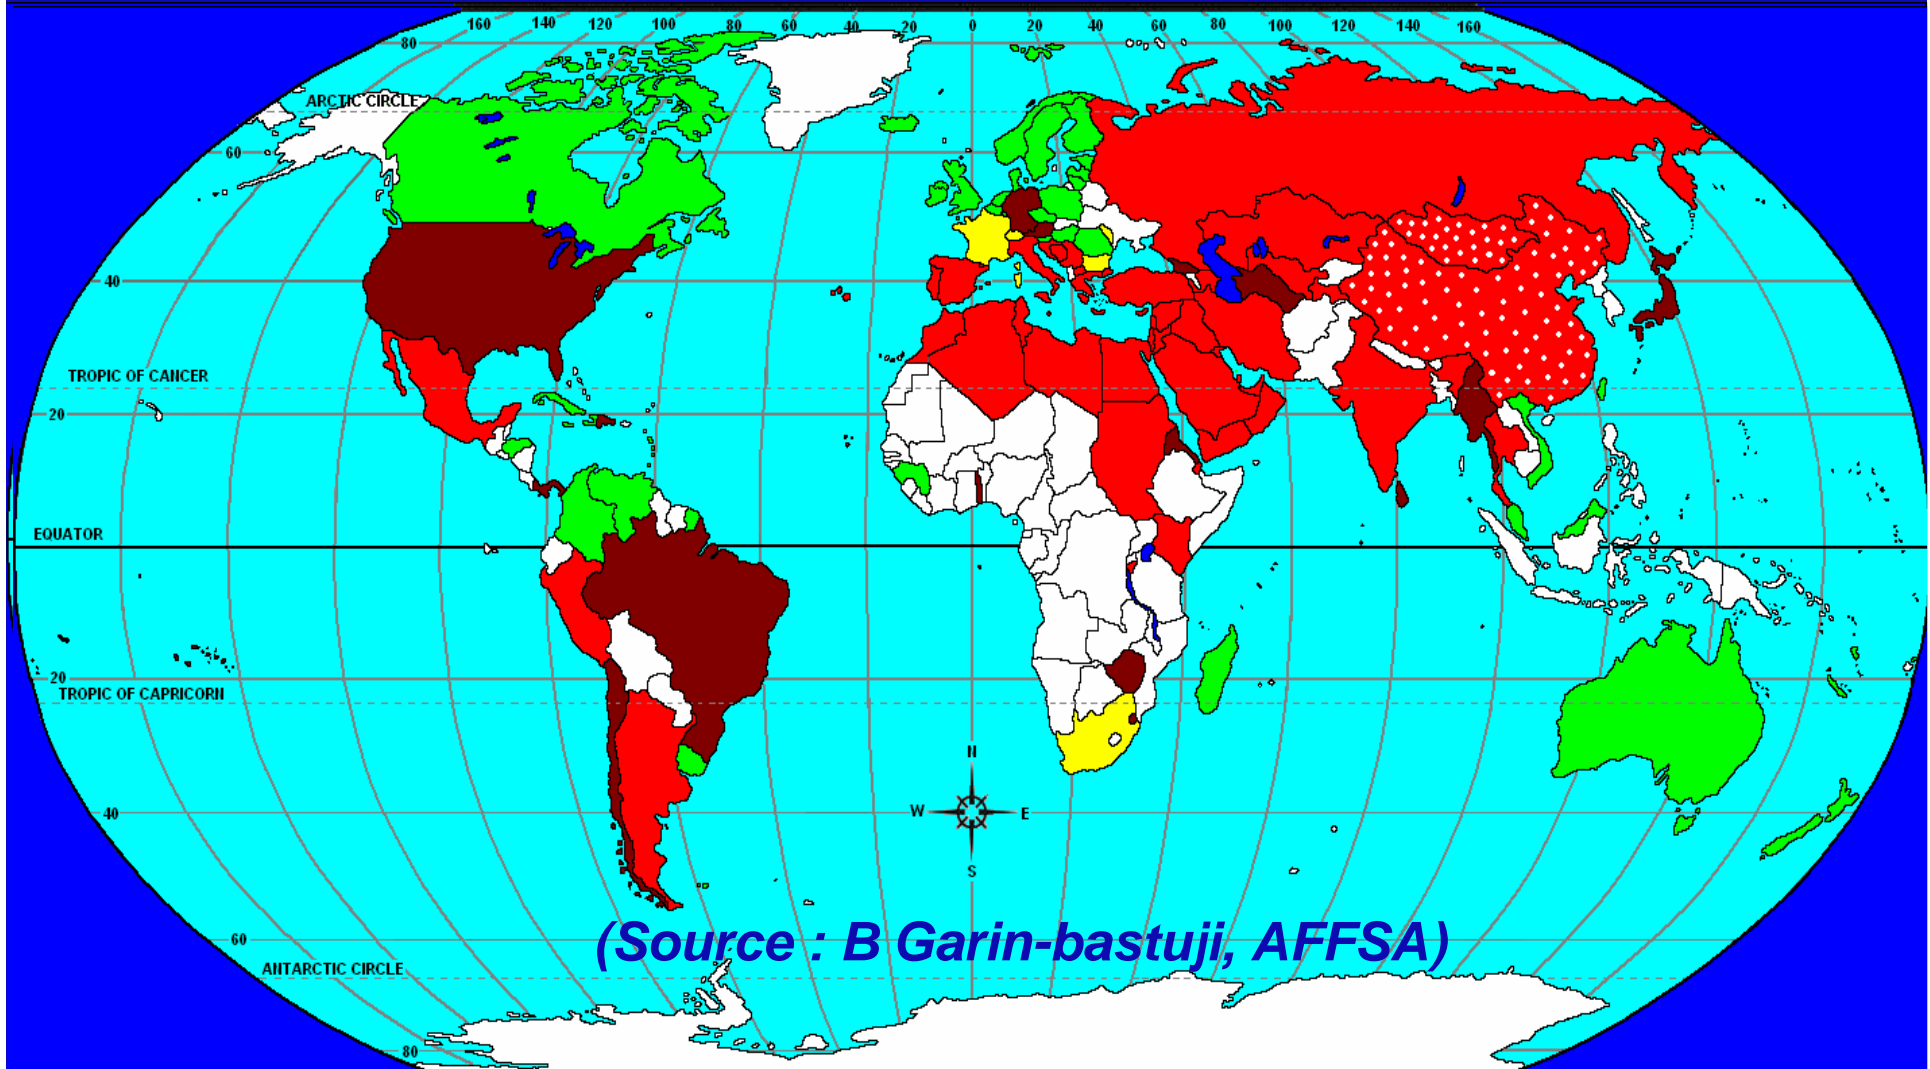 160 140 120 100 80 60 40 20 0 20 40 60 80 100 120 140 160
80
ARCTIC CIRCLE
60
40
TROPIC OF CANCER
20
EQUATOR
20
TROPIC OF CAPRICORN
N
W E
40
S
(Source : B Garin-bastuji, AFFSA)
60
ANTARCTIC CIRCLE
80